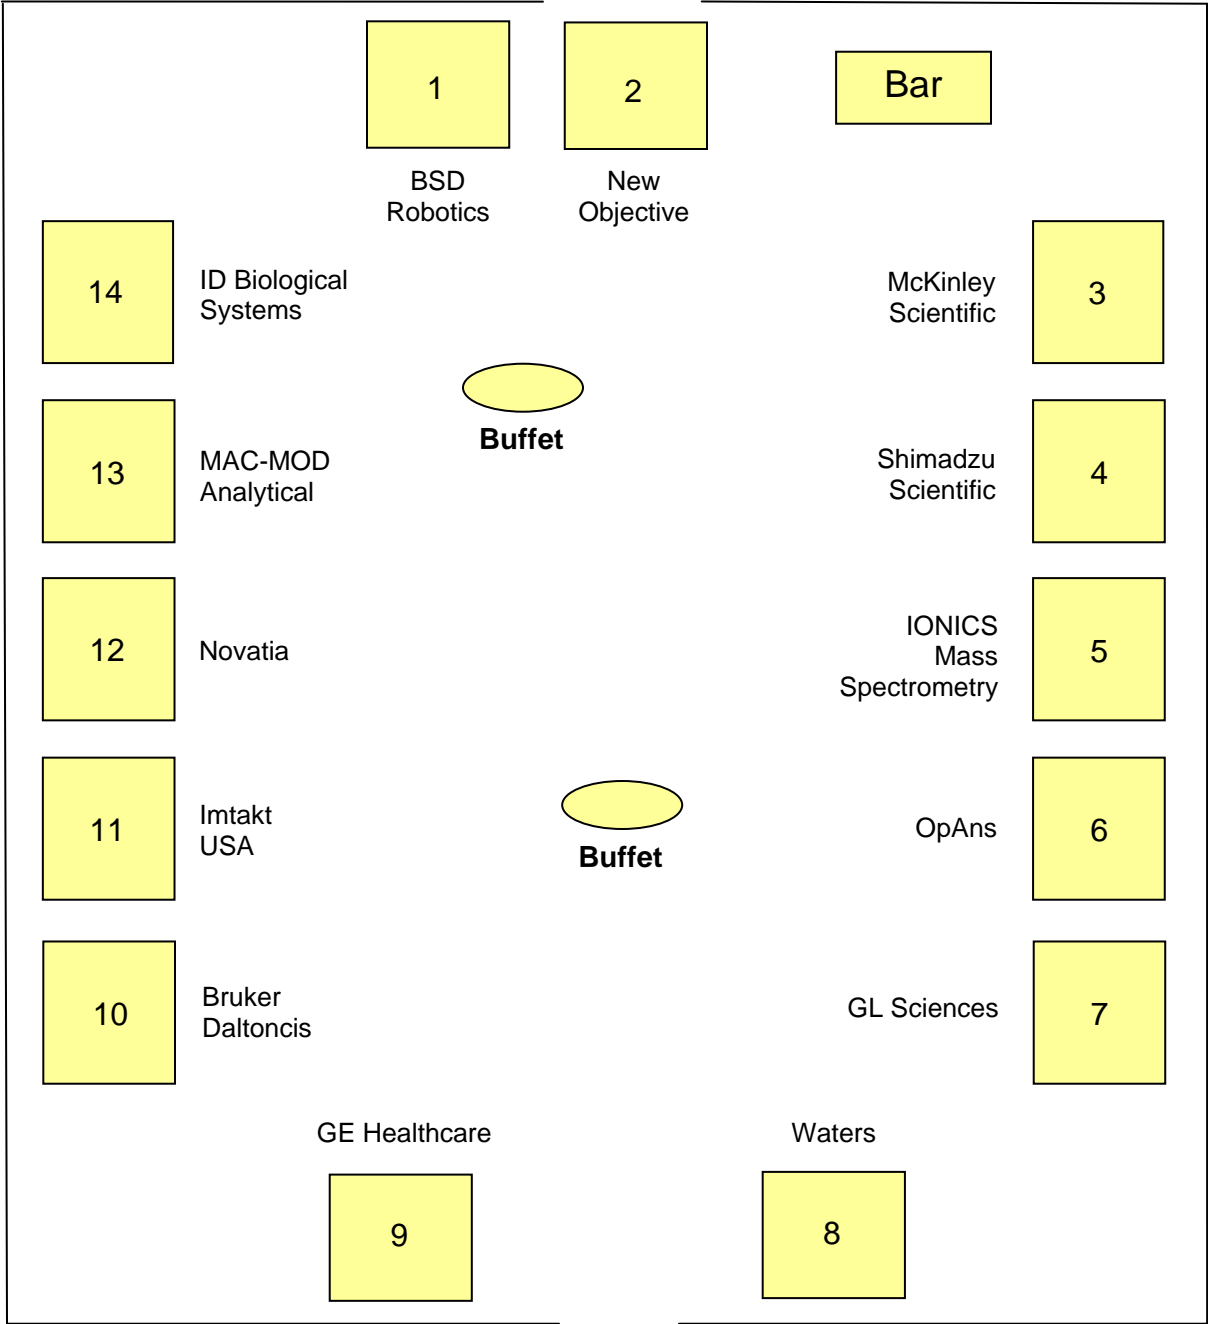 1
2
Bar
BSD
Robotics
New
Objective
14
ID Biological
Systems
McKinley
Scientific
3
Buffet
13
MAC-MOD
Analytical
Shimadzu
Scientific
4
12
Novatia
IONICS
Mass
Spectrometry
5
11
Imtakt
USA
Buffet
OpAns
6
10
Bruker
Daltoncis
GL Sciences
7
GE Healthcare
Waters
9
8